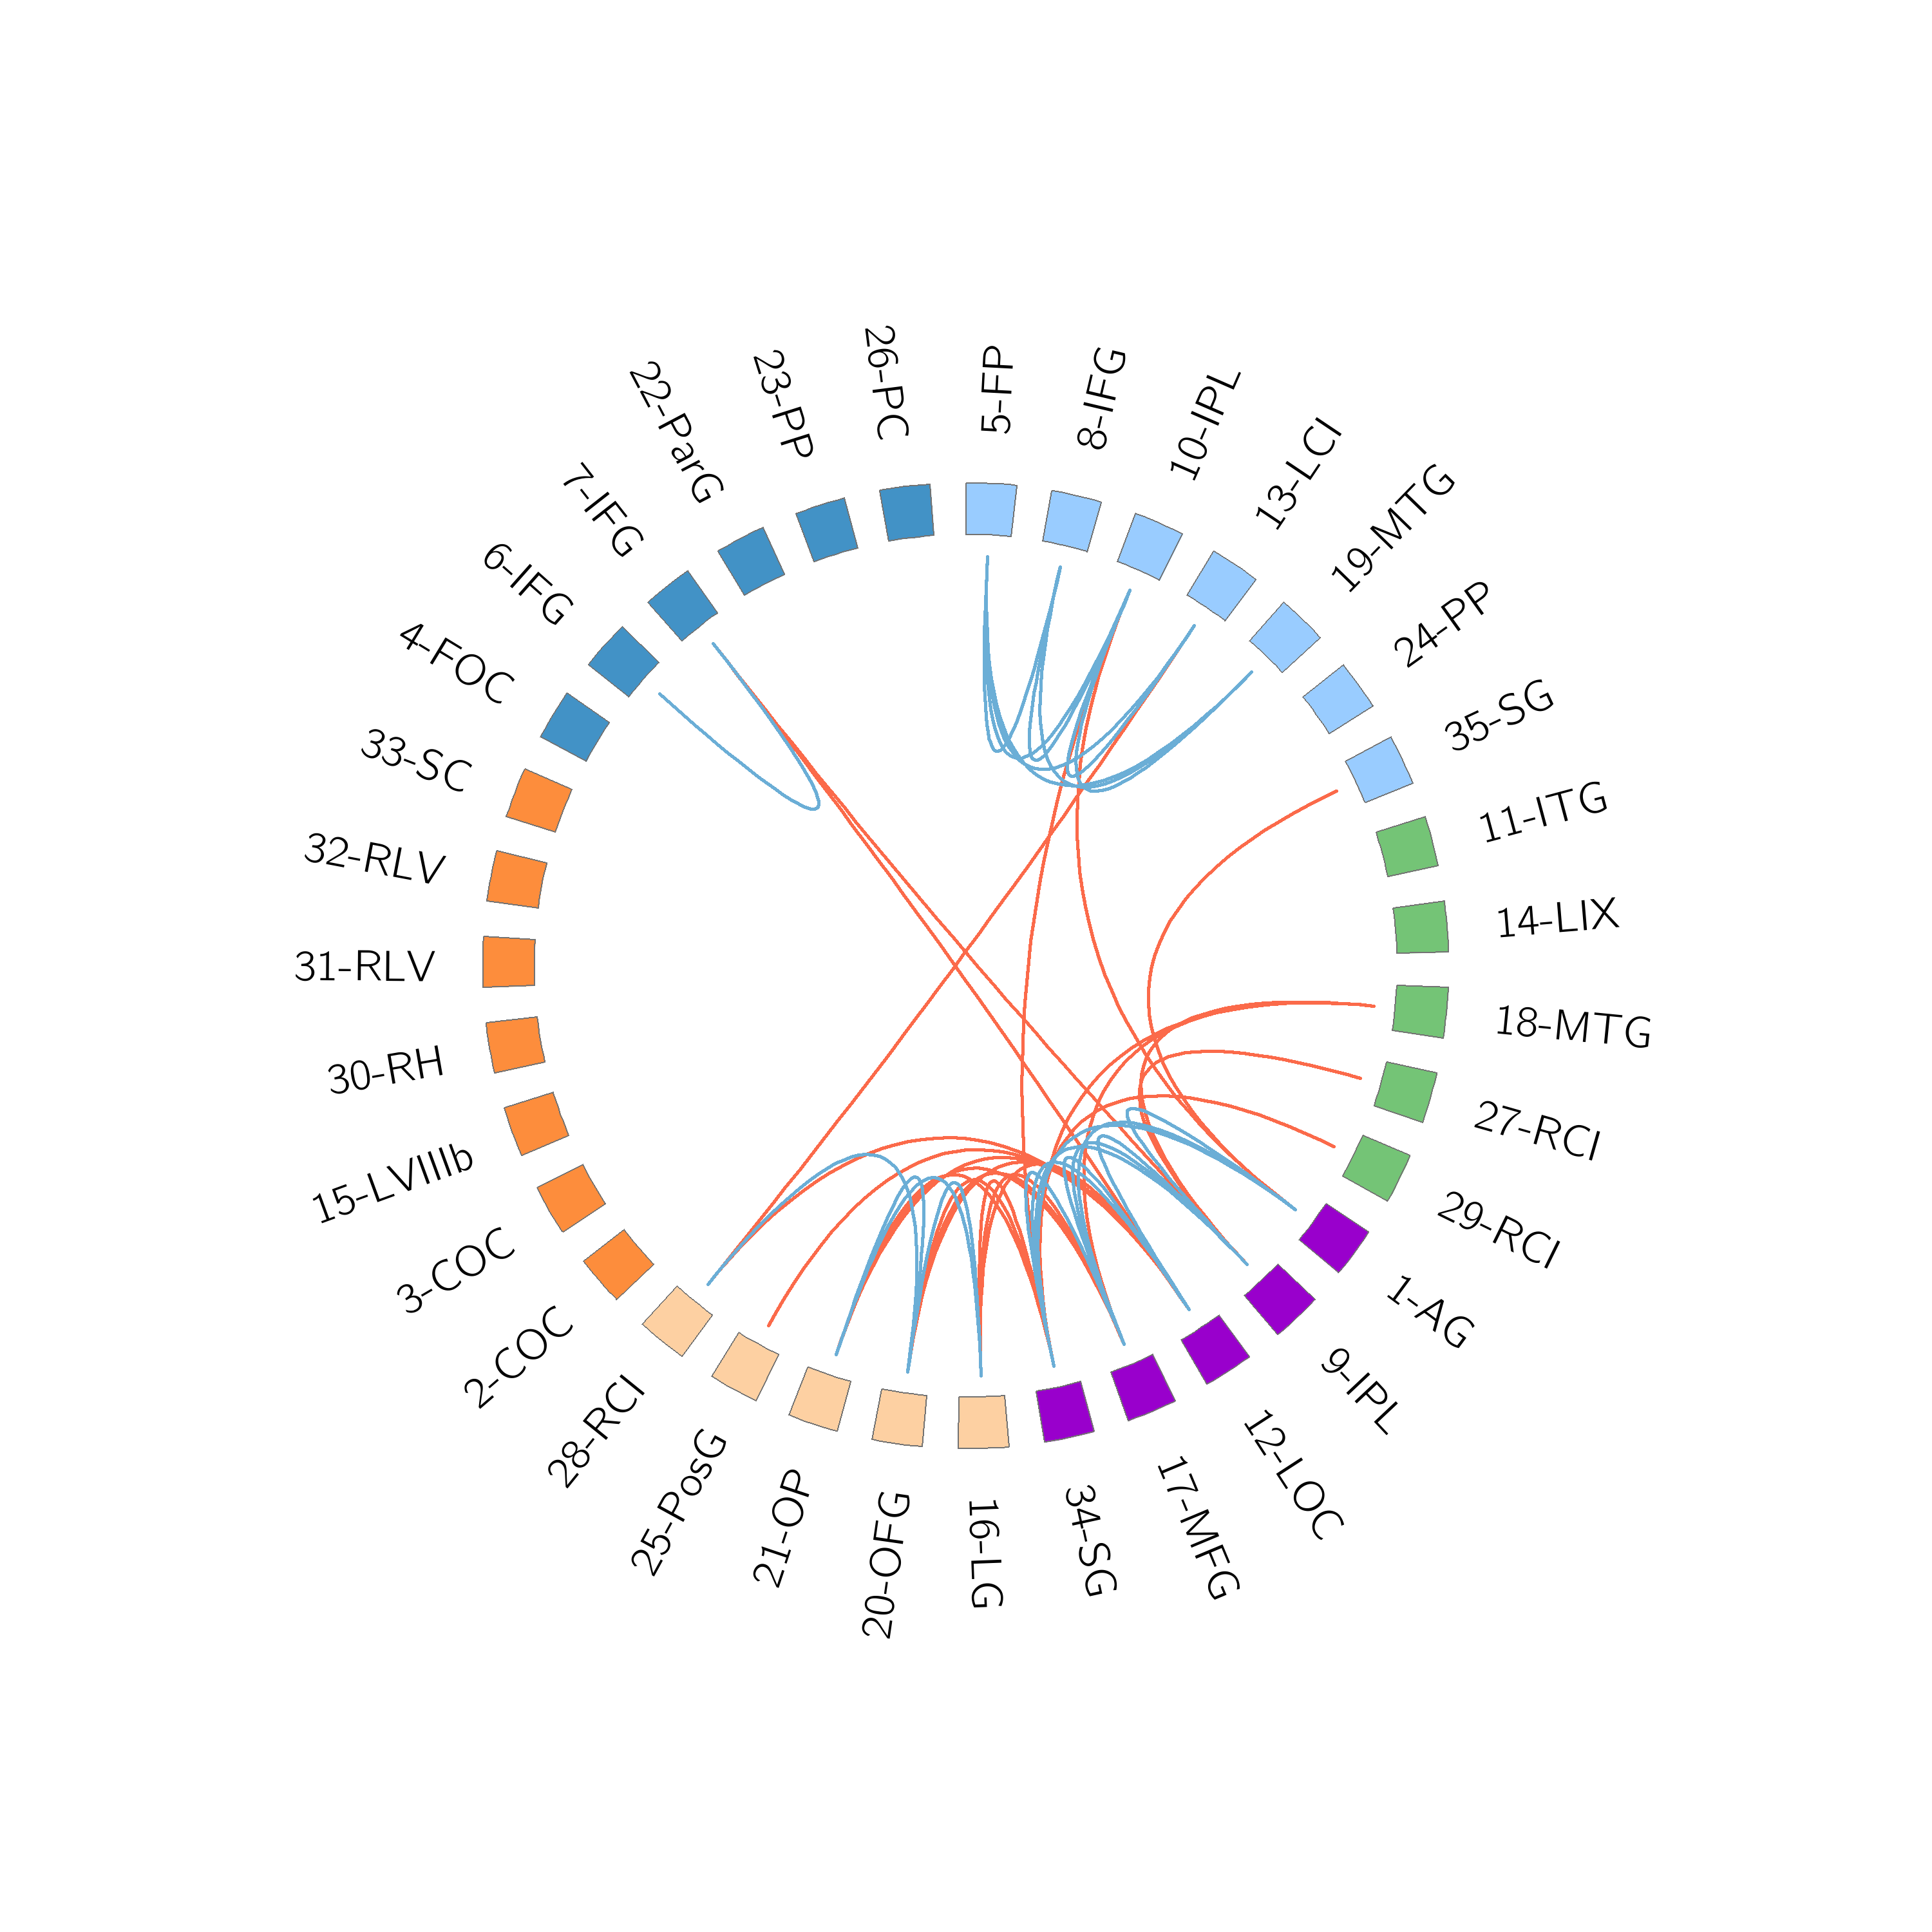 5-FP
8-IFG
10-IPL
13-LCI
19-MTG
24-PP
35-SG
11-ITG
14-LIX
18-MTG
27-RCI
29-RCI
1-AG
9-IPL
12-LOC
17-MFG
34-SG
16-LG
20-OFG
21-OP
25-PosG
28-RCI
2-COC
3-COC
15-LVIIIb
30-RH
31-RLV
32-RLLV
33-SC
4-FOC
6-IFG
7-IFG
22-ParG
23-PP
26-PC